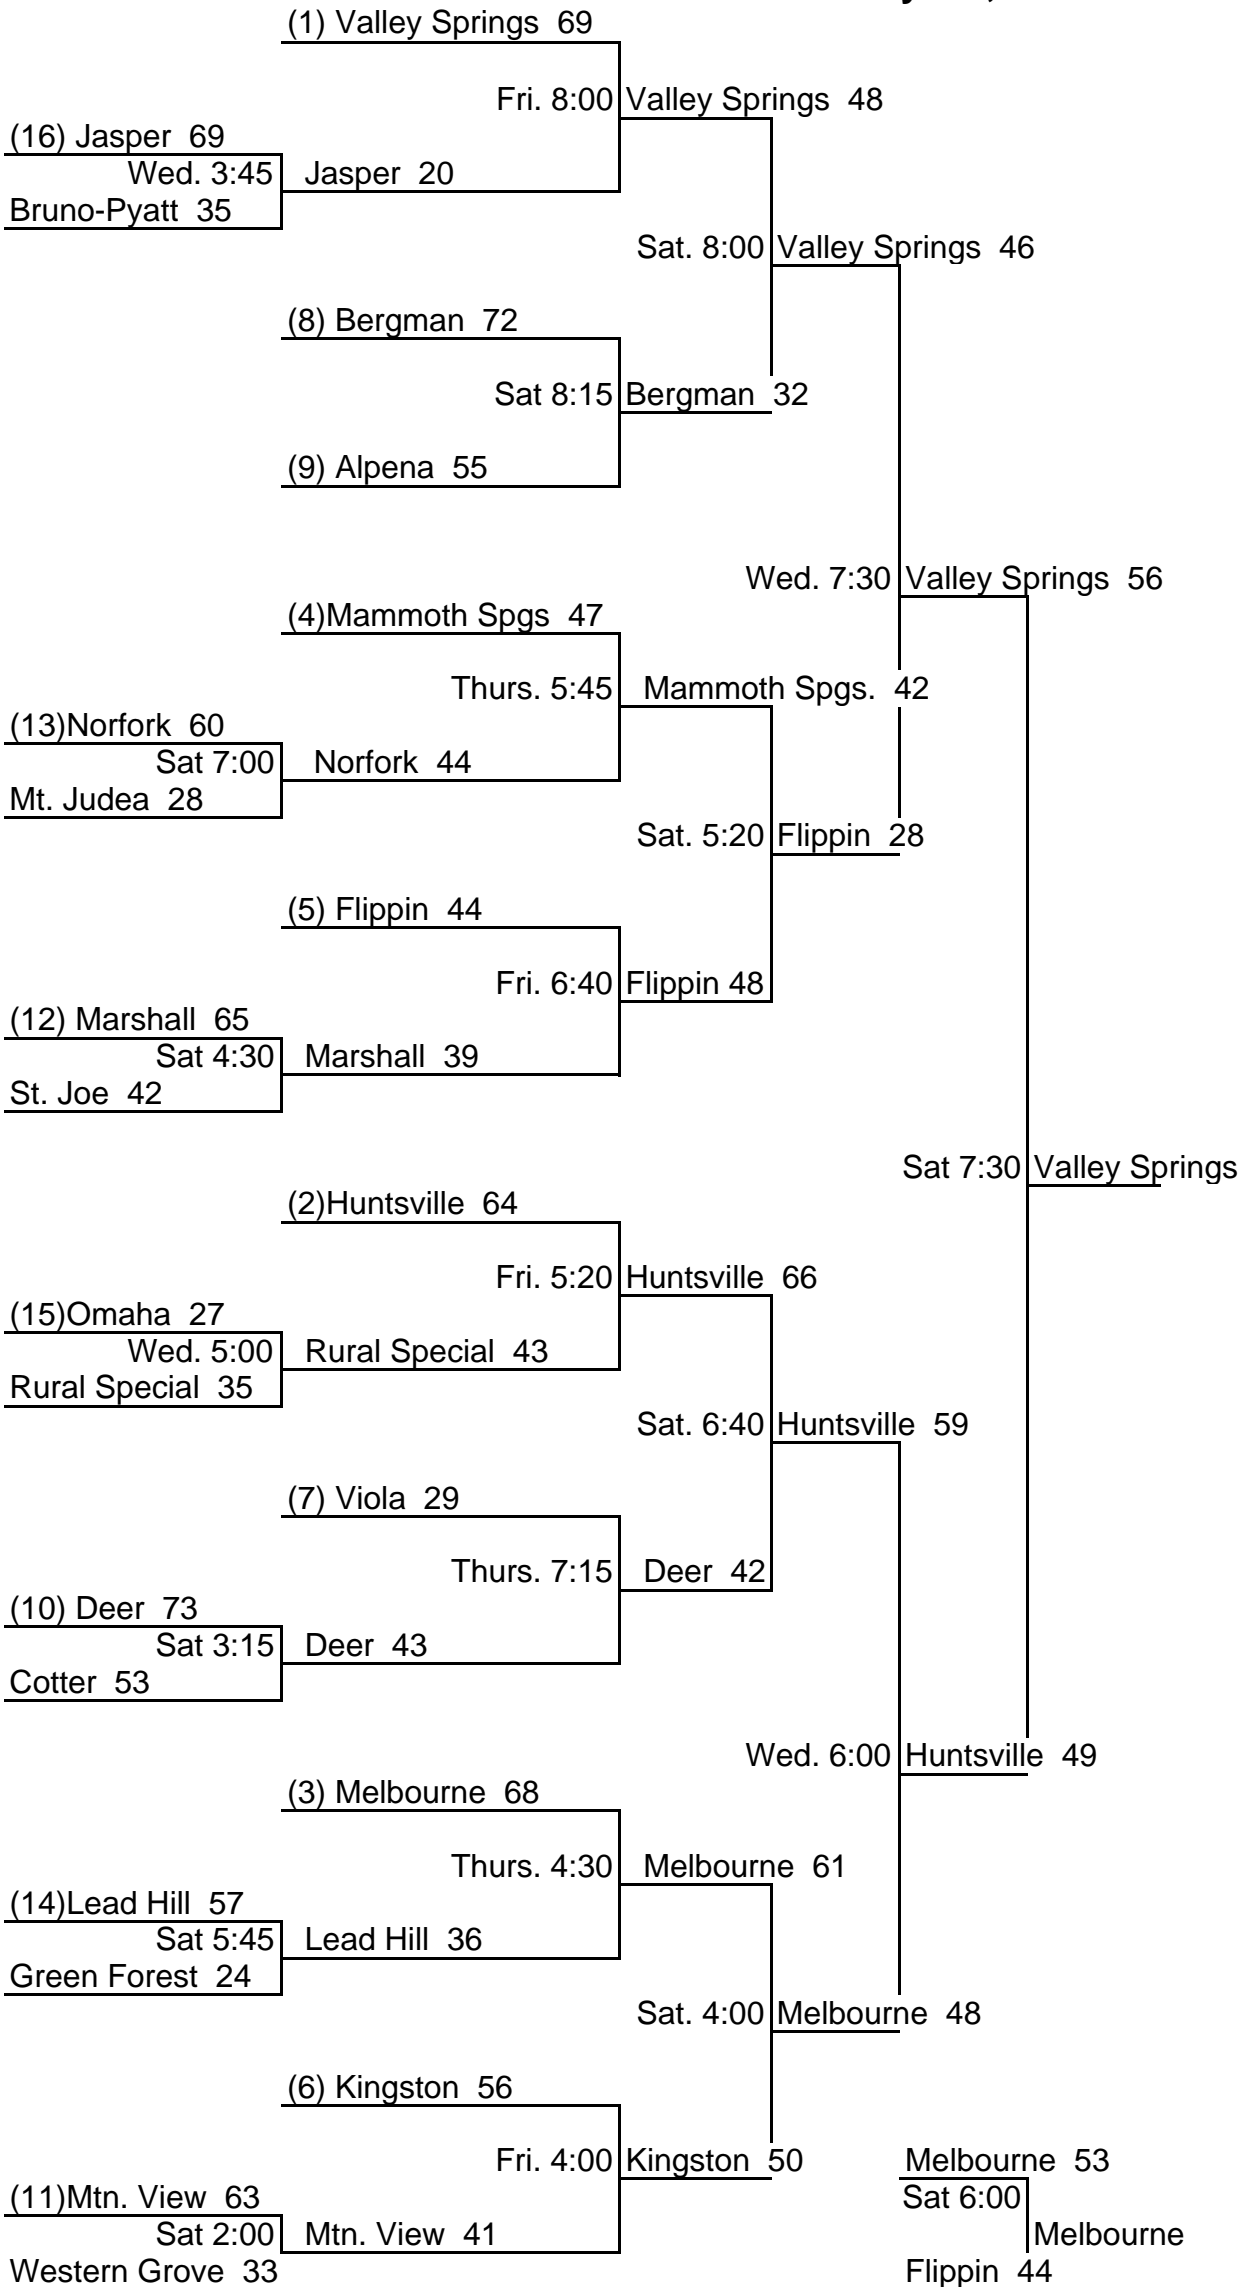 (1) Valley Springs 69
Fri. 8:00 Valley Springs 48
(16) Jasper 69
Wed. 3:45 Jasper 20
Bruno-Pyatt 35
Sat. 8:00 Valley Springs 46
(8) Bergman 72
Sat 8:15 Bergman 32
(9) Alpena 55
Wed. 7:30 Valley Springs 56
(4)Mammoth Spgs 47
Thurs. 5:45 Mammoth Spgs. 42
(13)Norfork 60
Sat 7:00 Norfork 44
Mt. Judea 28
Sat. 5:20 Flippin 28
(5) Flippin 44
Fri. 6:40 Flippin 48
(12) Marshall 65
Sat 4:30 Marshall 39
St. Joe 42
Sat 7:30 Valley Springs
(2)Huntsville 64
Fri. 5:20 Huntsville 66
(15)Omaha 27
Wed. 5:00 Rural Special 43
Rural Special 35
Sat. 6:40 Huntsville 59
(7) Viola 29
Thurs. 7:15 Deer 42
(10) Deer 73
Sat 3:15 Deer 43
Cotter 53
Wed. 6:00 Huntsville 49
(3) Melbourne 68
Thurs. 4:30 Melbourne 61
(14)Lead Hill 57
Sat 5:45 Lead Hill 36
Green Forest 24
Sat. 4:00 Melbourne 48
(6) Kingston 56
Fri. 4:00 Kingston 50 Melbourne 53
(11)Mtn. View 63 Sat 6:00
Sat 2:00 Mtn. View 41 Melbourne
Western Grove 33 Flippin 44